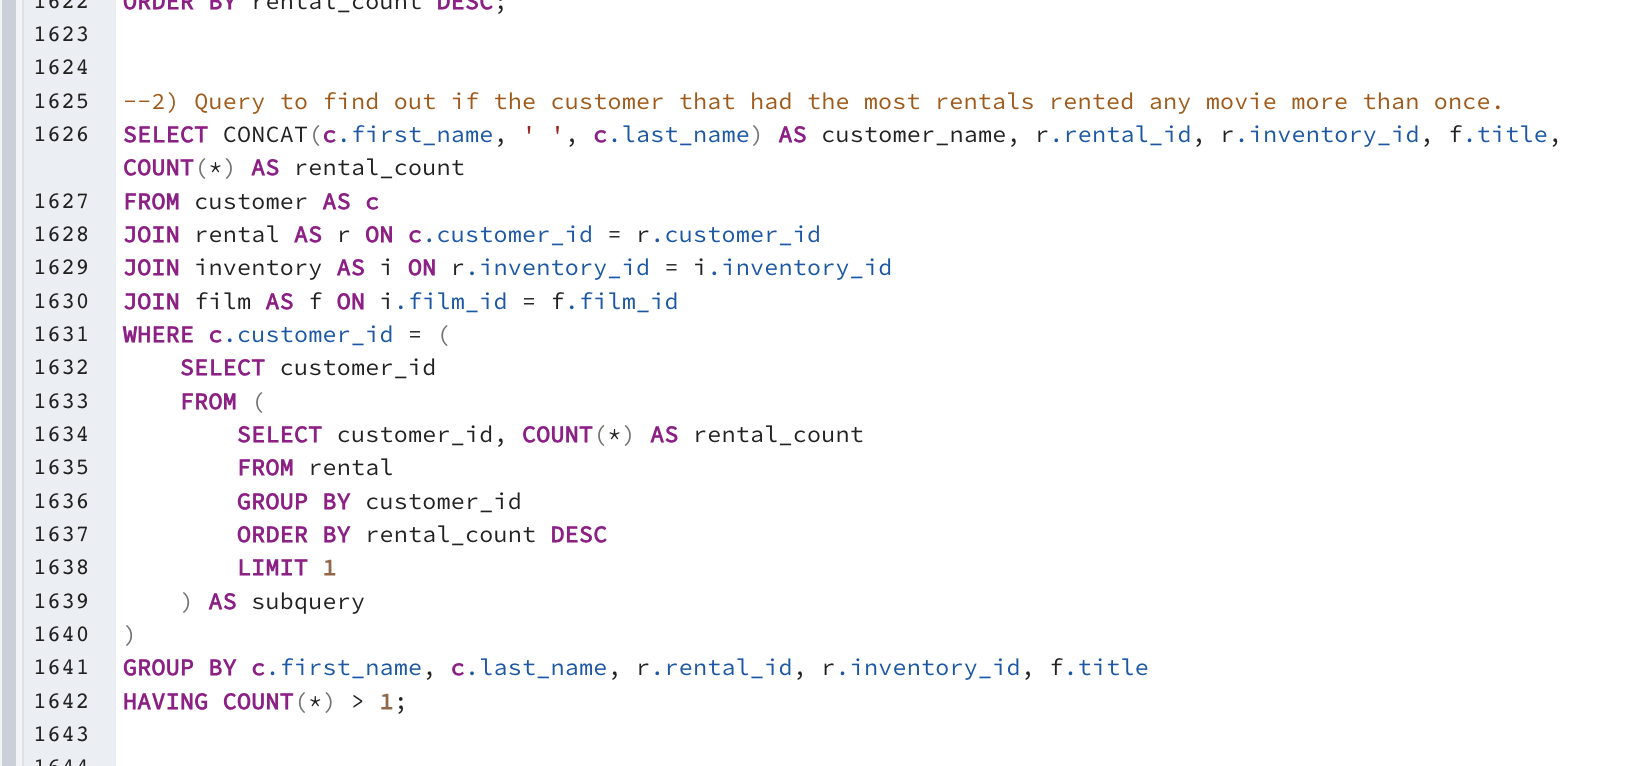 1622 ORDER BY rental_count DESC;
1623
1624
1625 --2) Query to find out if the customer that had the most rentals rented any movie more than once.
1626 SELECT CONCAT(c.first_name, ' ', c.last_name) AS customer_name, r.rental_id, r.inventory_id, f.title,
COUNT(*) AS rental_count
1627 FROM customer AS c
1628 JOIN rental AS r ON c.customer_id = r.customer_id
1629 JOIN inventory AS i ON r.inventory_id = i.inventory_id
1630 JOIN film AS f ON i.film_id = f.film_id
1631 WHERE c.customer_id = (
1632     SELECT customer_id
1633     FROM (
1634         SELECT customer_id, COUNT(*) AS rental_count
1635         FROM rental
1636         GROUP BY customer_id
1637         ORDER BY rental_count DESC
1638         LIMIT 1
1639     ) AS subquery
1640 )
1641 GROUP BY c.first_name, c.last_name, r.rental_id, r.inventory_id, f.title
1642 HAVING COUNT(*) > 1;
1643
1644